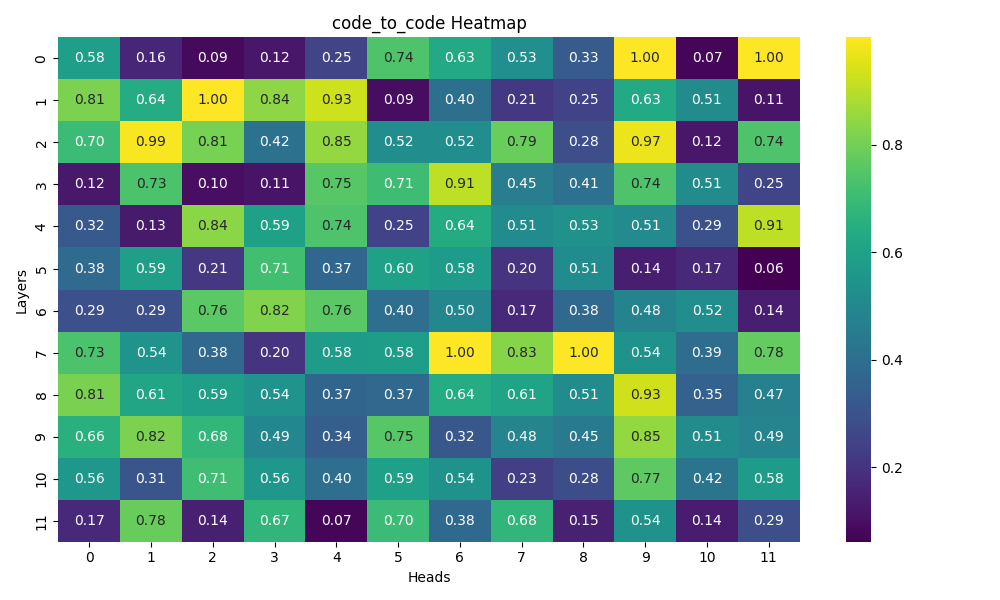 code_to_code Heatmap
0 0.58 0.16 0.09 0.12 0.25 0.74 0.63 0.53 0.33 1.00 0.07 1.00
1 0.81 0.64 1.00 0.84 0.93 0.09 0.40 0.21 0.25 0.63 0.51 0.11
2 0.70 0.99 0.81 0.42 0.85 0.52 0.52 0.79 0.28 0.97 0.12 0.74
3 0.12 0.73 0.10 0.11 0.75 0.71 0.91 0.45 0.41 0.74 0.51 0.25
4 0.32 0.13 0.84 0.59 0.74 0.25 0.64 0.51 0.53 0.51 0.29 0.91
5 0.38 0.59 0.21 0.71 0.37 0.60 0.58 0.20 0.51 0.14 0.17 0.06
6 0.29 0.29 0.76 0.82 0.76 0.40 0.50 0.17 0.38 0.48 0.52 0.14
7 0.73 0.54 0.38 0.20 0.58 0.58 1.00 0.83 1.00 0.54 0.39 0.78
8 0.81 0.61 0.59 0.54 0.37 0.37 0.64 0.61 0.51 0.93 0.35 0.47
9 0.66 0.82 0.68 0.49 0.34 0.75 0.32 0.48 0.45 0.85 0.51 0.49
10 0.56 0.31 0.71 0.56 0.40 0.59 0.54 0.23 0.28 0.77 0.42 0.58
11 0.17 0.78 0.14 0.67 0.07 0.70 0.38 0.68 0.15 0.54 0.14 0.29
0 1 2 3 4 5 6 7 8 9 10 11
Heads
Layers
0.8
0.6
0.4
0.2